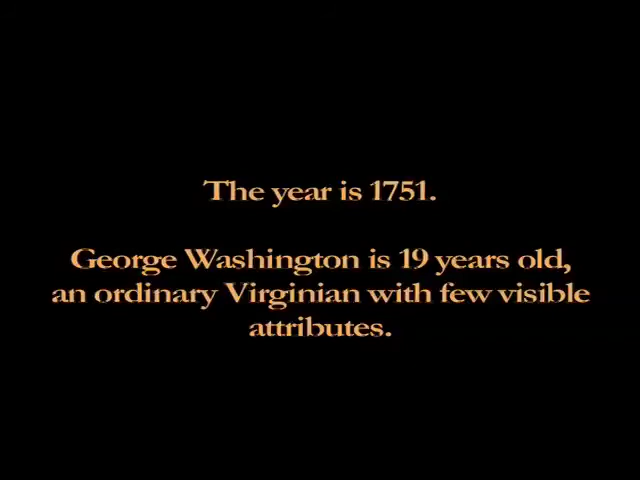 The year is 1751.
George Washington is 19 years old,
an ordinary Virginian with few visible
attributes.